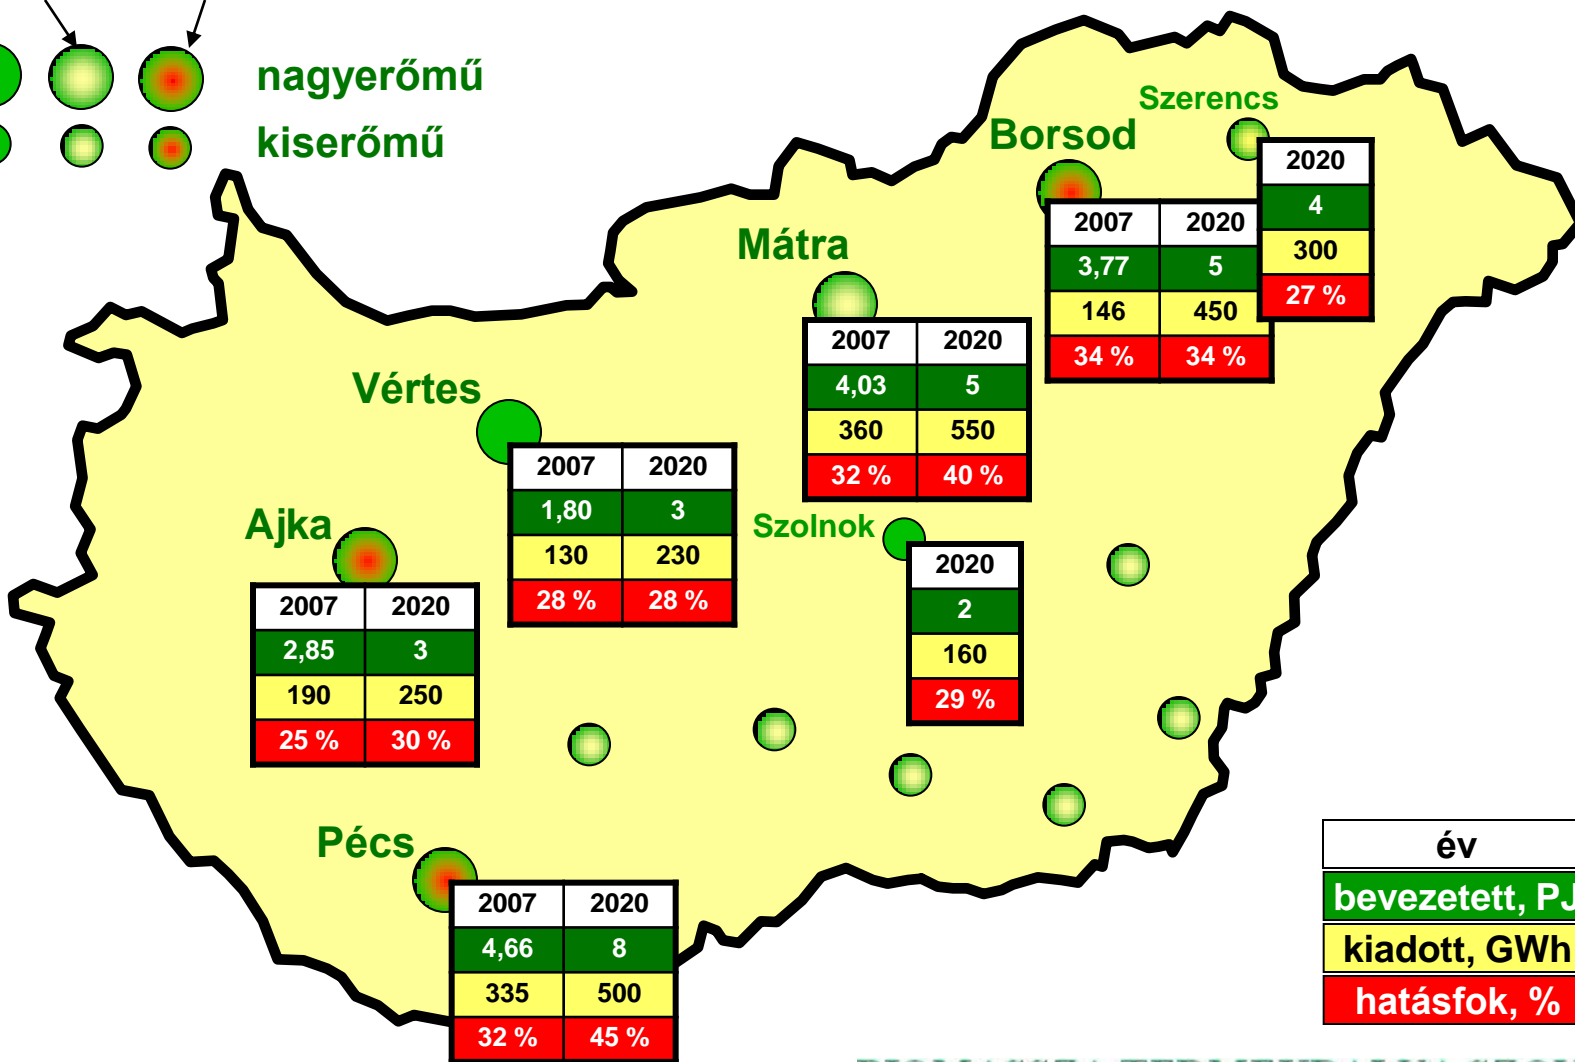 nagyerőmű
kiserőmű
Szerencs
Borsod
2020
4
300
27 %
2007 2020
3,77 5
146 450
34 % 34 %
Mátra
2007 2020
4,03 5
360 550
32 % 40 %
Vértes
2007 2020
1,80 3
130 230
28 % 28 %
Szolnok
2020
2
160
29 %
Ajka
2007 2020
2,85 3
190 250
25 % 30 %
Pécs
2007 2020
4,66 8
335 500
32 % 45 %
év
bevezetett, PJ
kiadott, GWh
hatásfok, %